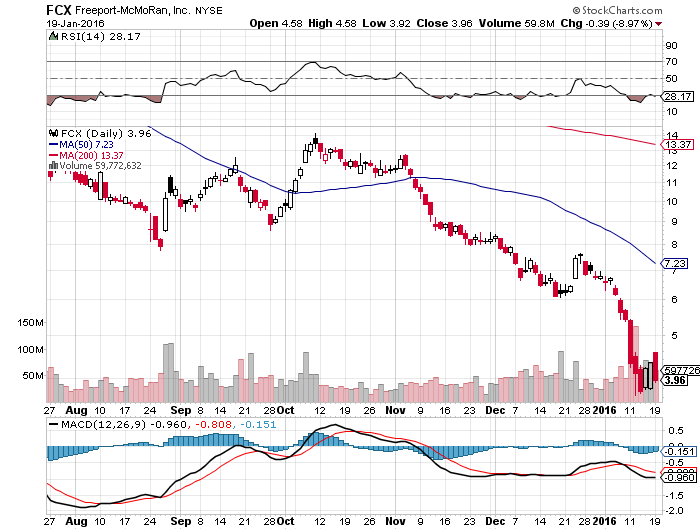 FCX Freeport-McMoRan, Inc. NYSE © StockCharts.com
19-Jan-2016 Open 4.58 High 4.58 Low 3.92 Close 3.96 Volume 59.8M Chg -0.39 (-8.97%)
RSI(14) 28.17
90
70
50
28.17
10
FCX (Daily) 3.96
MA(50) 7.23
MA(200) 13.37
Volume 59,772,632
14
13.37
12
11
10
9
8
7.23
6
5
150M
100M
50M
597726
3.96
27 Aug 10 17 24 Sep 8 14 21 28 Oct 12 19 26 Nov 9 16 23 Dec 7 14 21 28 2016 11 19
MACD(12,26,9) -0.960, -0.808, -0.151
0.5
0.0
-0.151
-0.5
-0.960
-1.5
-2.0
27 Aug 10 17 24 Sep 8 14 21 28 Oct 12 19 26 Nov 9 16 23 Dec 7 14 21 28 2016 11 19